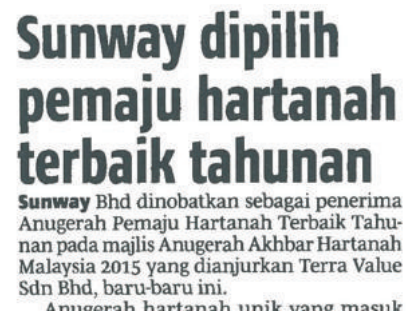 Sunway dipilih
pemaju hartanah
terbaik tahunan
Sunway Bhd dinobatkan sebagai penerima
Anugerah Pemaju Hartanah Terbaik Tahu-
nan pada majlis Anugerah Akhbar Hartanah
Malaysia 2015 yang dianjurkan Terra Value
Sdn Bhd, baru-baru ini.
Anugerah hartanah unik yang masuk